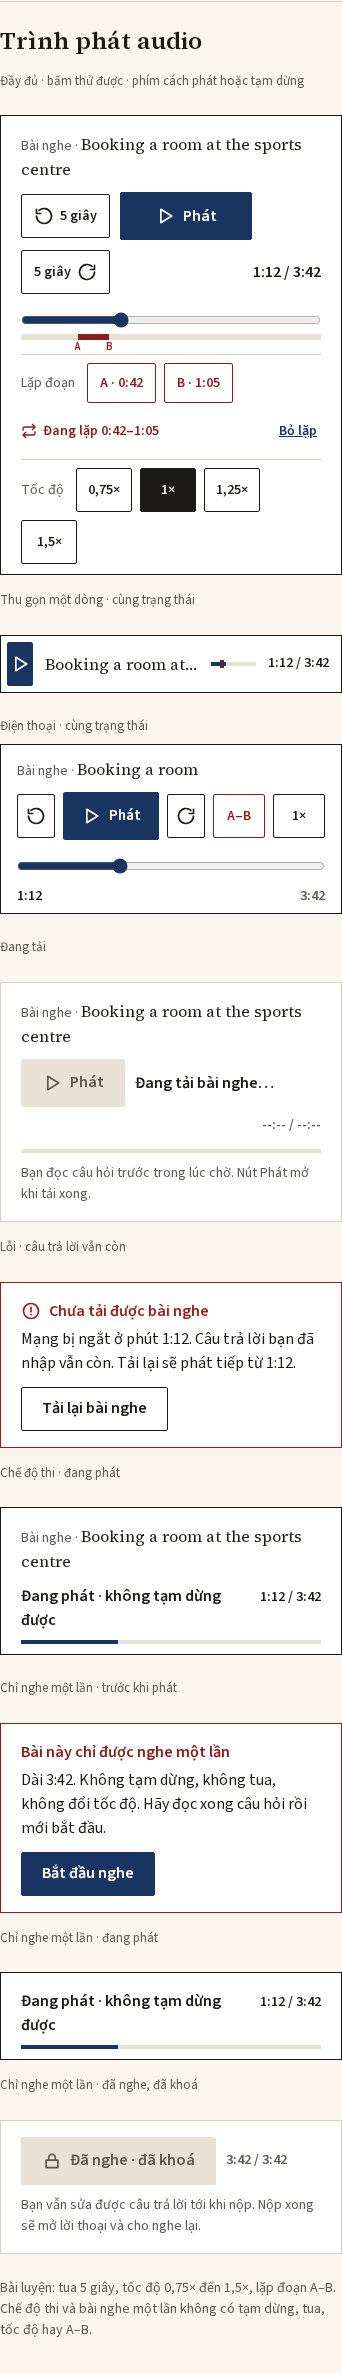 Trình phát audio
Đầy đủ · bấm thử được · phím cách phát hoặc tạm dừng
Bài nghe · Booking a room at the sports
centre
5 giây
Phát
5 giây
1:12 / 3:42
A
B
Lặp đoạn
A · 0:42
B · 1:05
Đang lặp 0:42–1:05
Bỏ lặp
Tốc độ
0,75×
1×
1,25×
1,5×
Thu gọn một dòng · cùng trạng thái
Booking a room at...
1:12 / 3:42
Điện thoại · cùng trạng thái
Bài nghe · Booking a room
Phát
A–B
1×
1:12
3:42
Đang tải
Bài nghe · Booking a room at the sports
centre
Phát
Đang tải bài nghe…
--:-- / --:--
Bạn đọc câu hỏi trước trong lúc chờ. Nút Phát mở
khi tải xong.
Lỗi · câu trả lời vẫn còn
Chưa tải được bài nghe
Mạng bị ngắt ở phút 1:12. Câu trả lời bạn đã
nhập vẫn còn. Tải lại sẽ phát tiếp từ 1:12.
Tải lại bài nghe
Chế độ thi · đang phát
Bài nghe · Booking a room at the sports
centre
Đang phát · không tạm dừng
được
1:12 / 3:42
Chỉ nghe một lần · trước khi phát
Bài này chỉ được nghe một lần
Dài 3:42. Không tạm dừng, không tua,
không đổi tốc độ. Hãy đọc xong câu hỏi rồi
mới bắt đầu.
Bắt đầu nghe
Chỉ nghe một lần · đang phát
Đang phát · không tạm dừng
được
1:12 / 3:42
Chỉ nghe một lần · đã nghe, đã khoá
Đã nghe · đã khoá
3:42 / 3:42
Bạn vẫn sửa được câu trả lời tới khi nộp. Nộp xong
sẽ mở lời thoại và cho nghe lại.
Bài luyện: tua 5 giây, tốc độ 0,75× đến 1,5×, lặp đoạn A–B.
Chế độ thi và bài nghe một lần không có tạm dừng, tua,
tốc độ hay A–B.